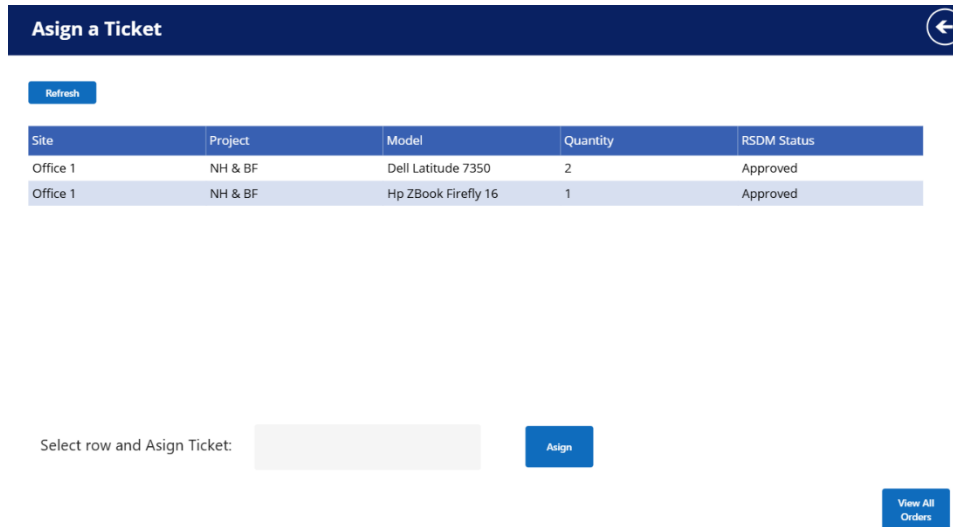 Asign a Ticket
Refresh
Site Project Model Quantity RSDM Status
Office 1 NH & BF Dell Latitude 7350 2 Approved
Office 1 NH & BF Hp ZBook Firefly 16 1 Approved
Select row and Asign Ticket:
Asign
View All
Orders